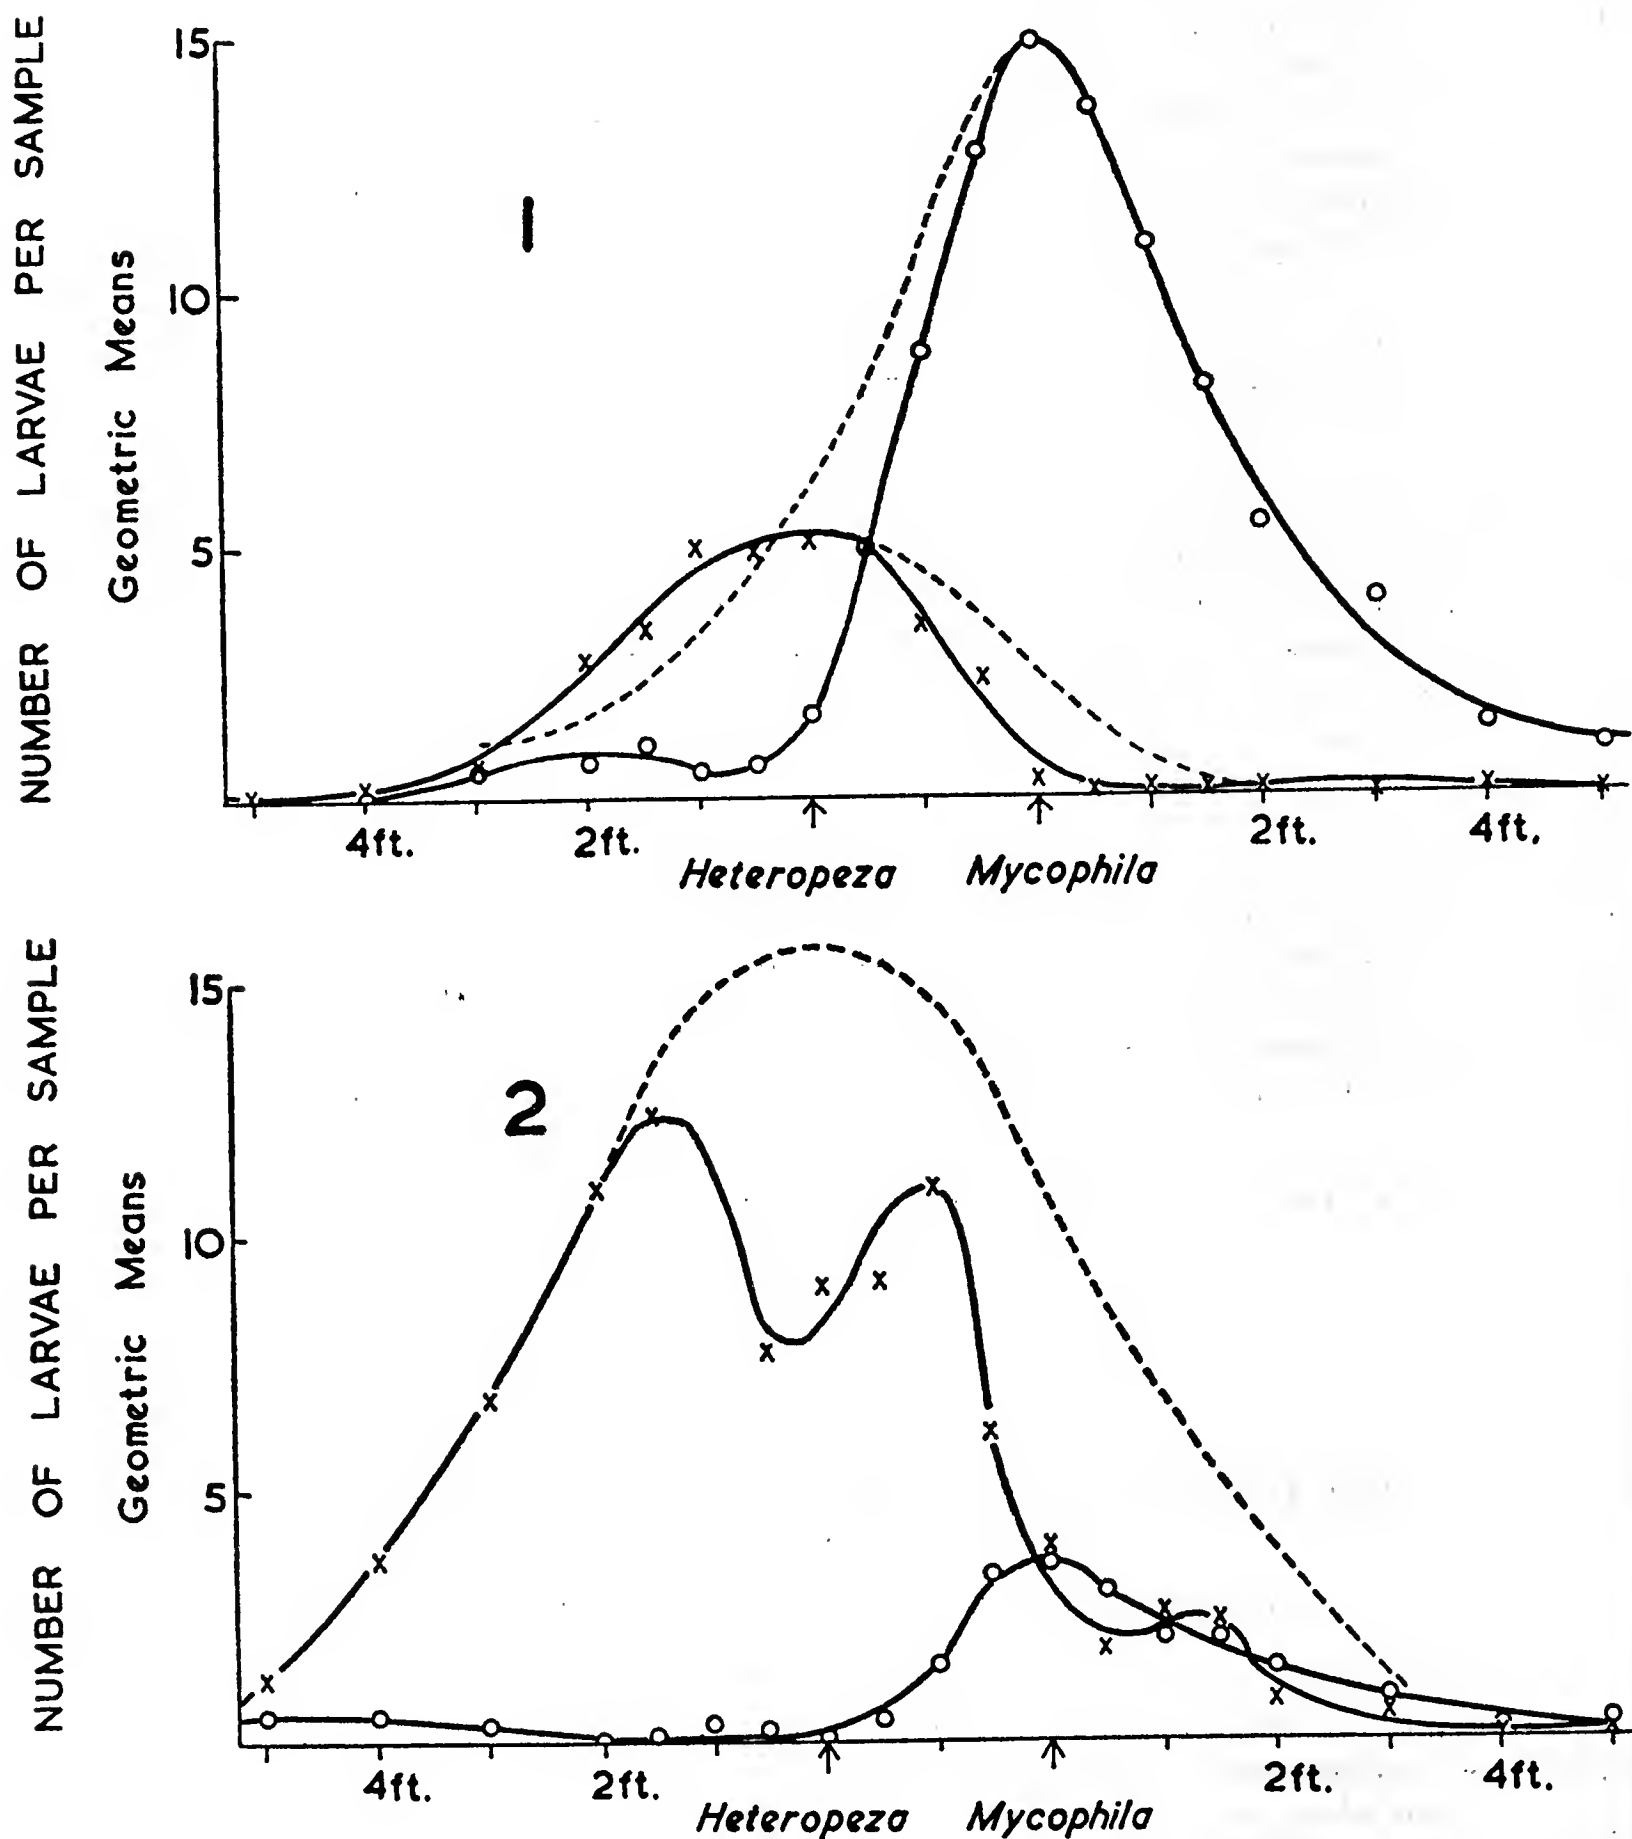 NUMBER OF LARVAE PER SAMPLE
Geometric Means
15
10
5
1
4ft.
2ft.
2ft.
4ft.
Heteropeza
Mycophila
NUMBER OF LARVAE PER SAMPLE
Geometric Means
15
10
5
2
4ft.
2ft.
2ft.
4ft.
Heteropeza
Mycophila